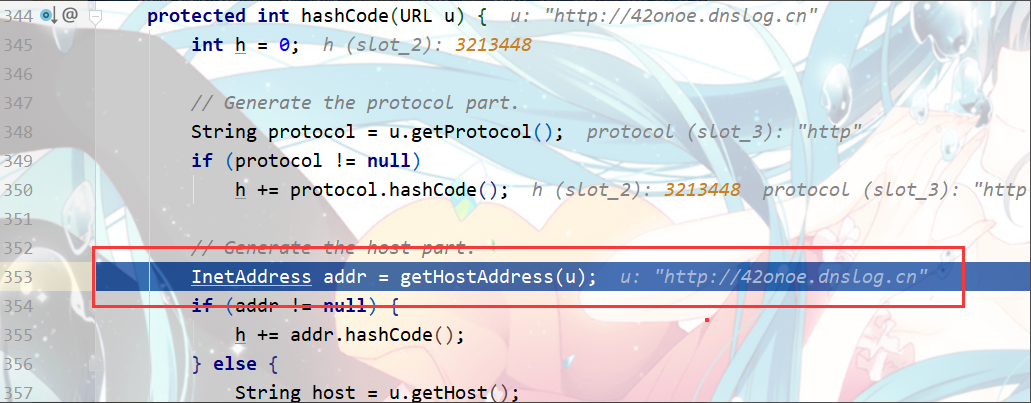 344 @ protected int hashCode(URL u) { u: "http://42onoe.dnslog.cn"
345 int h = 0; h (slot_2): 3213448
346
347 // Generate the protocol part.
348 String protocol = u.getProtocol(); protocol (slot_3): "http"
349 if (protocol != null)
350 h += protocol.hashCode(); h (slot_2): 3213448 protocol (slot_3): "http
351
352 // Generate the host part.
353 InetAddress addr = getHostAddress(u); u: "http://42onoe.dnslog.cn"
354 if (addr != null) {
355 h += addr.hashCode();
356 } else {
357 String host = u.getHost();